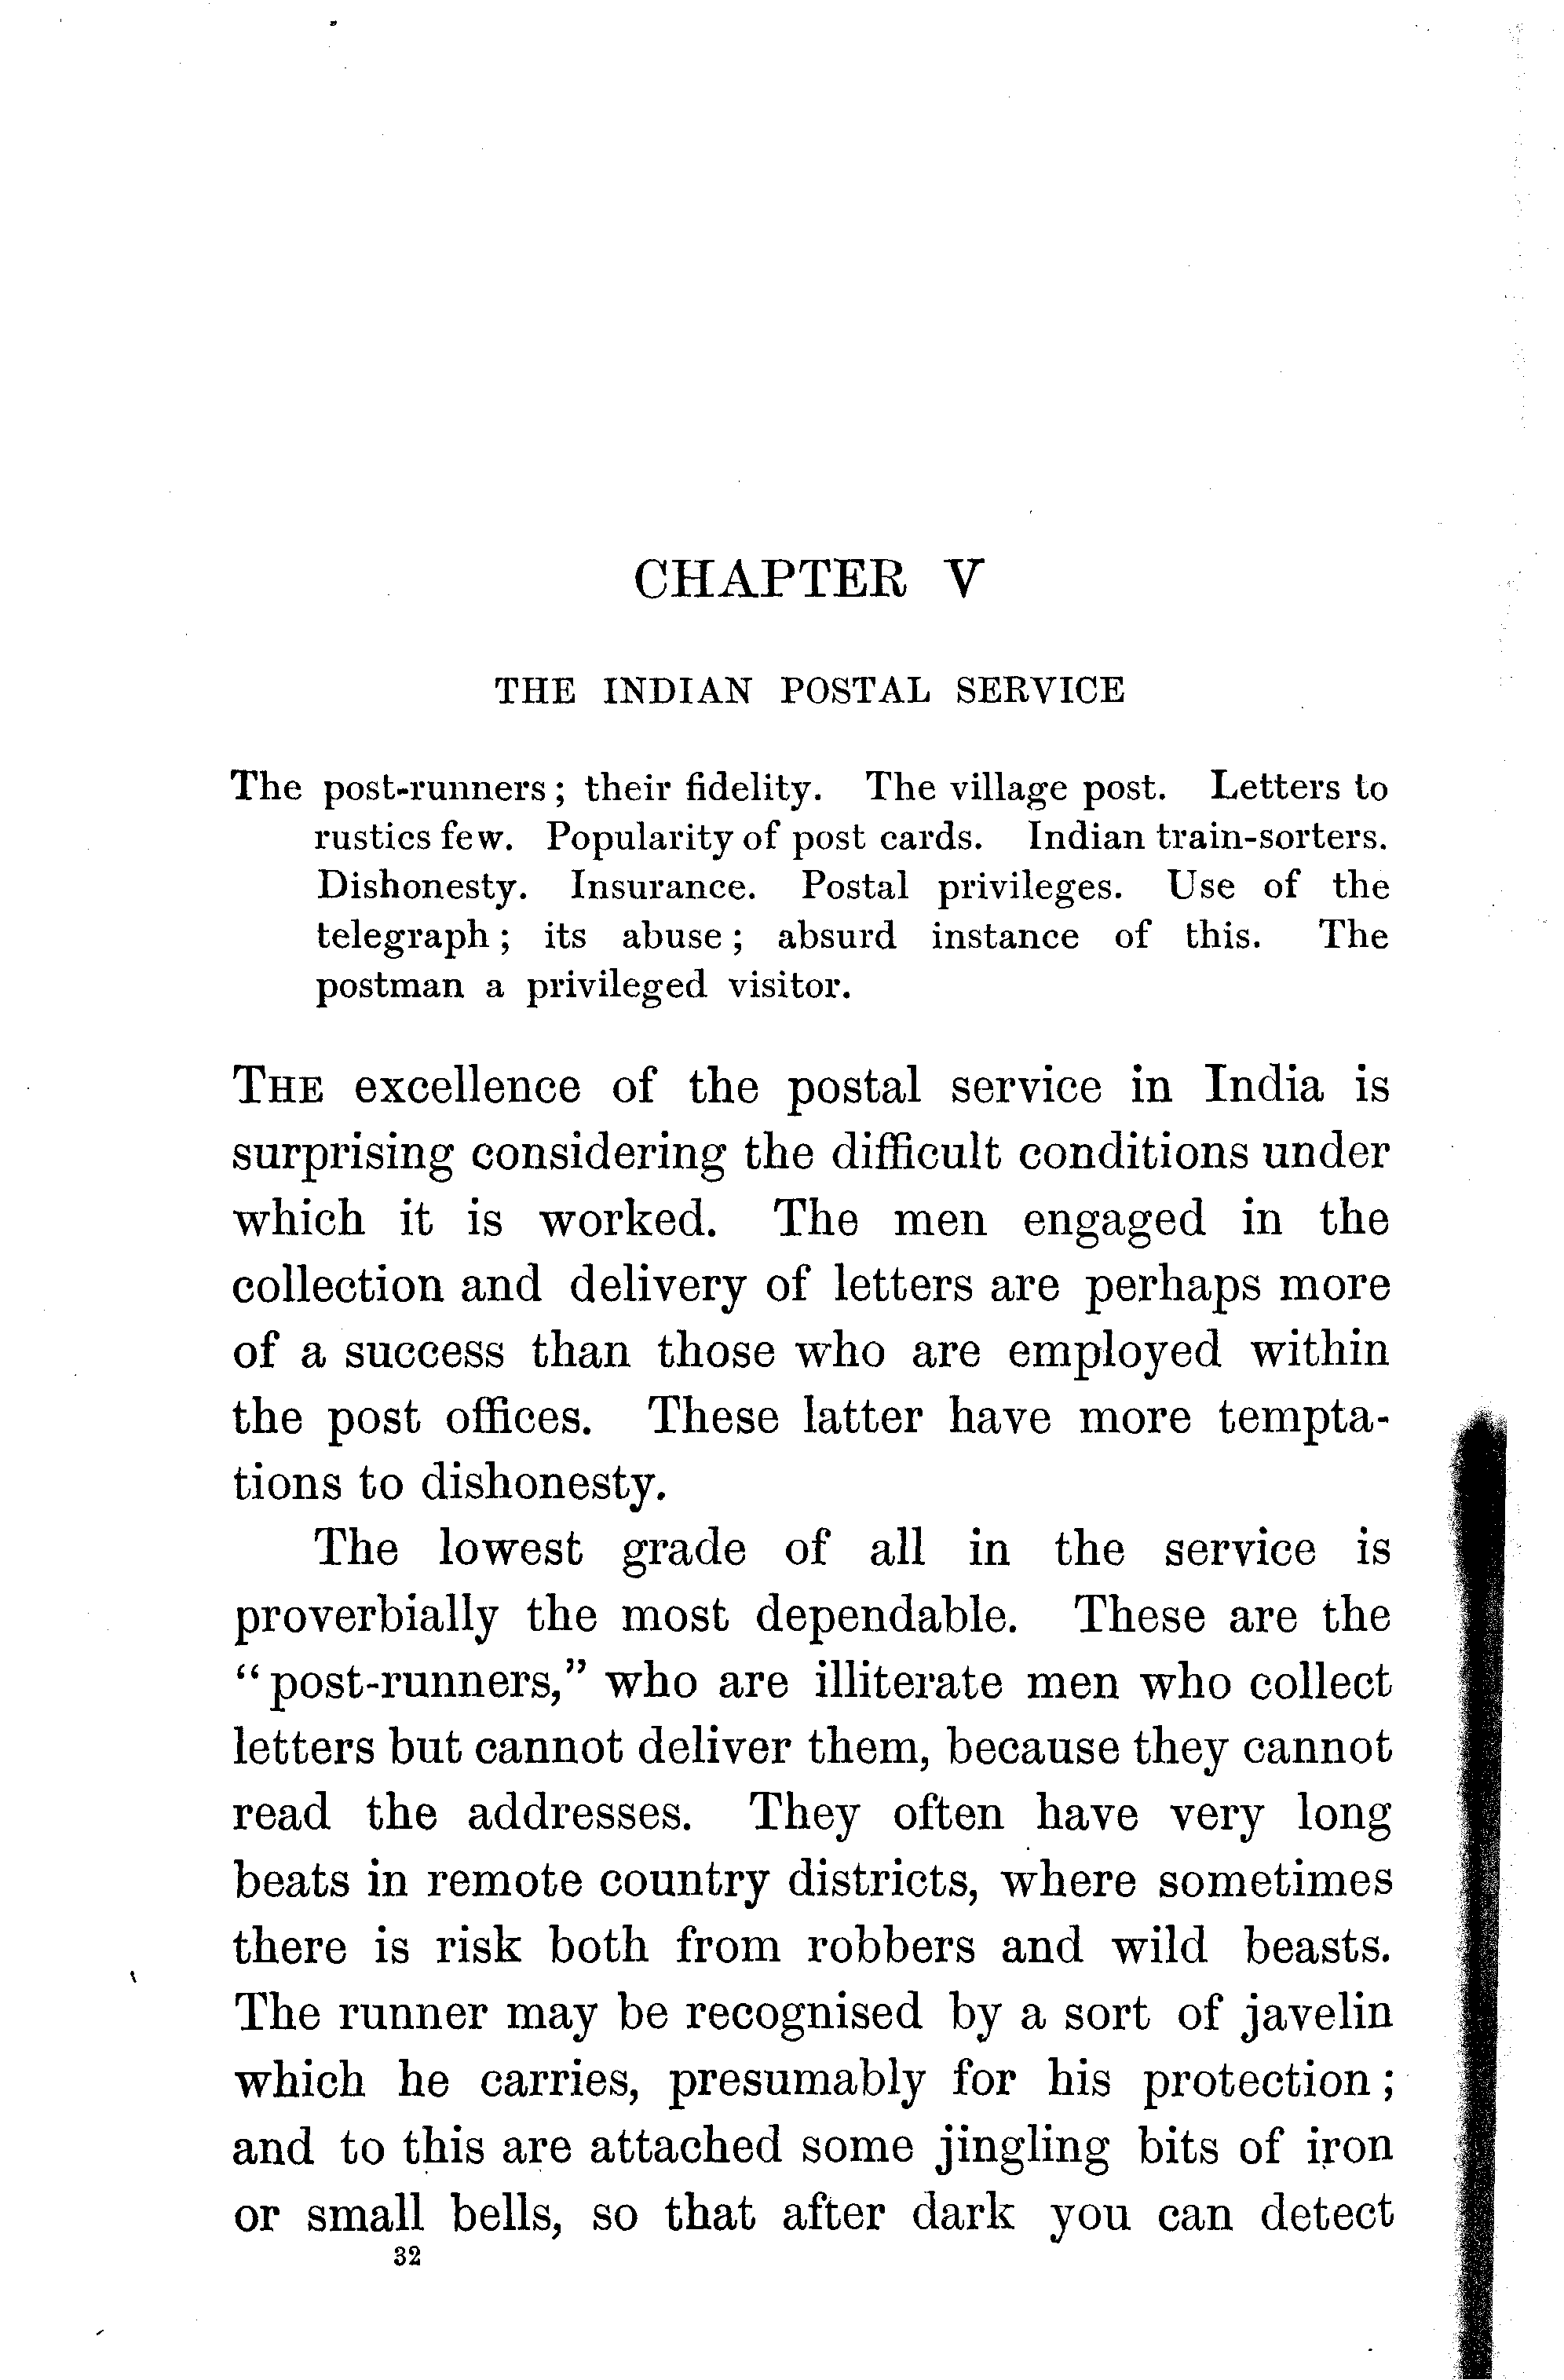 CHAPTER V
THE INDIAN POSTAL SERVICE
The post-runners; their fidelity. The village post. Letters to
rustics few. Popularity of post cards. Indian train-sorters.
Dishonesty. Insurance. Postal privileges. Use of the
telegraph; its abuse; absurd instance of this. The
postman a privileged visitor.
THE excellence of the postal service in India is
surprising considering the difficult conditions under
which it is worked. The men engaged in the
collection and delivery of letters are perhaps more
of a success than those who are employed within
the post offices. These latter have more tempta-
tions to dishonesty.
The lowest grade of all in the service is
proverbially the most dependable. These are the
“post-runners,” who are illiterate men who collect
letters but cannot deliver them, because they cannot
read the addresses. They often have very long
beats in remote country districts, where sometimes
there is risk both from robbers and wild beasts.
The runner may be recognised by a sort of javelin
which he carries, presumably for his protection;
and to this are attached some jingling bits of iron
or small bells, so that after dark you can detect
32